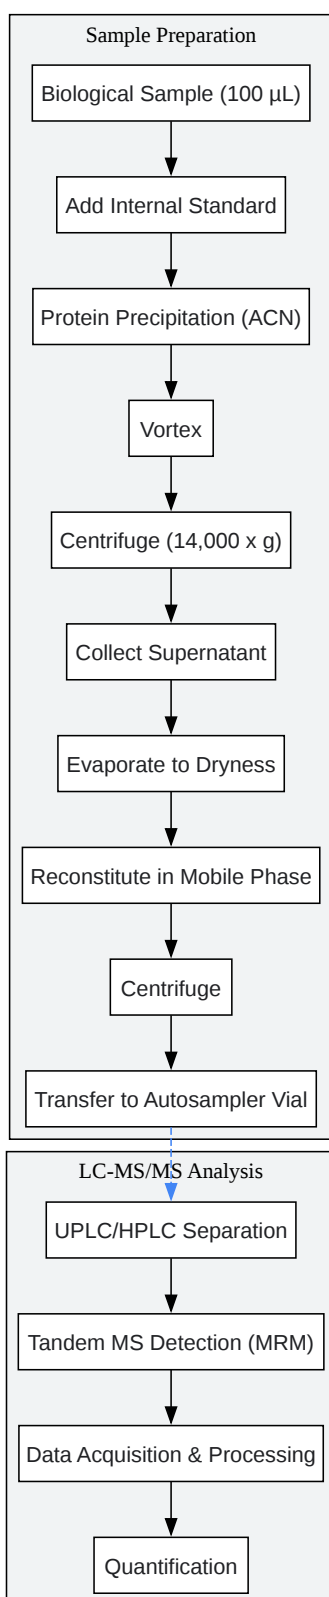 Sample Preparation
Biological Sample (100 µL)
Add Internal Standard
Protein Precipitation (ACN)
Vortex
Centrifuge (14,000 x g)
Collect Supernatant
Evaporate to Dryness
Reconstitute in Mobile Phase
Centrifuge
Transfer to Autosampler Vial
LC-MS/MS Analysis
UPLC/HPLC Separation
Tandem MS Detection (MRM)
Data Acquisition & Processing
Quantification